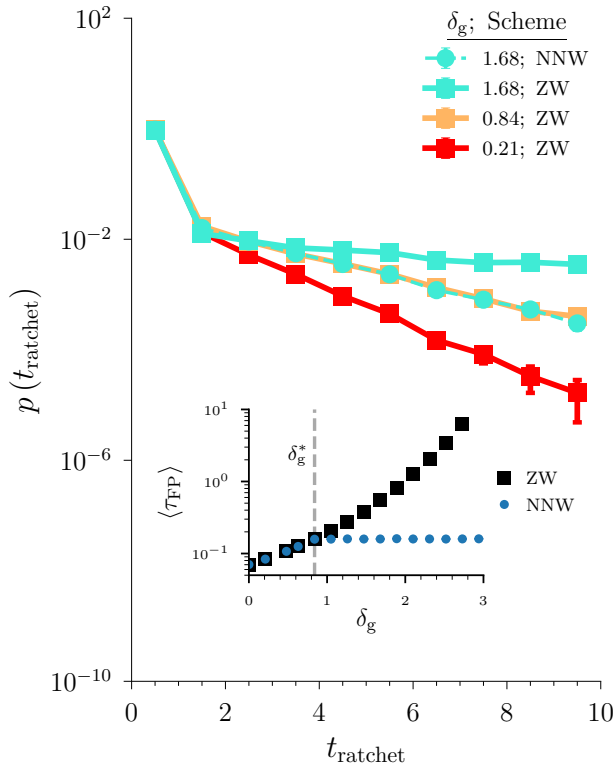 δg; Scheme
1.68; NNW
1.68; ZW
0.84; ZW
0.21; ZW
10^2
10^−2
10^−6
10^−10
p (t_ratchet)
0 2 4 6 8 10
t_ratchet
10^1
10^0
10^−1
⟨τ_FP⟩
δ_g^*
ZW
NNW
0 1 2 3
δg